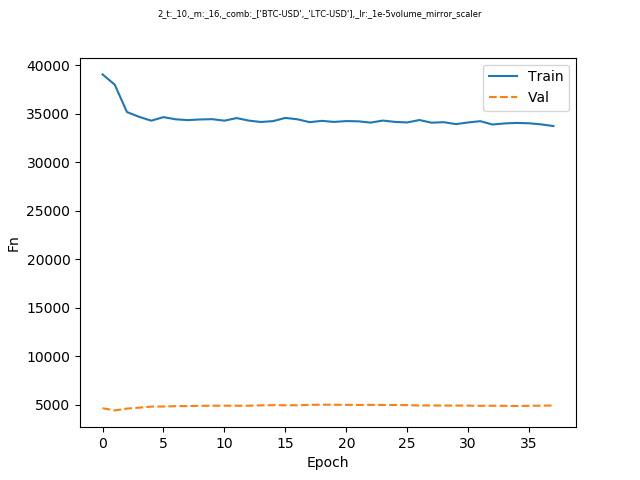 2_t:_10,_m:_16,_comb:_['BTC-USD',_'LTC-USD'],_lr:_1e-5volume_mirror_scaler
40000
35000
30000
25000
20000
15000
10000
5000
Fn
Train
Val
0 5 10 15 20 25 30 35
Epoch